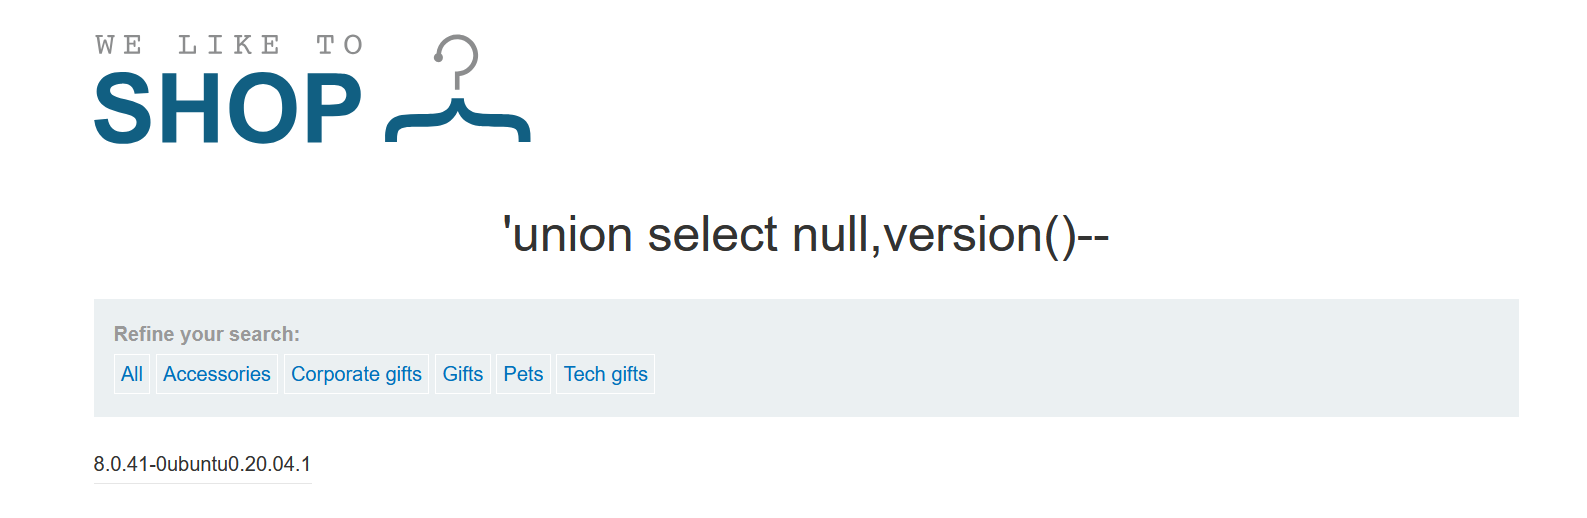 WE LIKE TO
SHOP
'union select null,version()--
Refine your search:
All Accessories Corporate gifts Gifts Pets Tech gifts
8.0.41-0ubuntu0.20.04.1